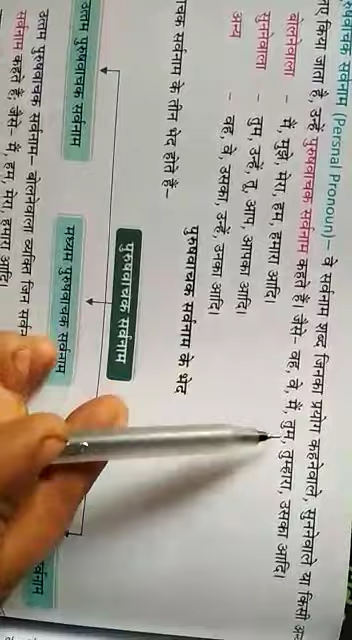 रुषवाचक सर्वनाम (Persnal Pronoun)– वे सर्वनाम शब्द जिनका प्रयोग कहनेवाले, सुननेवाले या किसी अन्
लिए किया जाता है, उन्हें पुरुषवाचक सर्वनाम कहते हैं। जैसे– वह, वे, मैं, तुम, तुम्हारा, उसका आदि।
बोलनेवाला – मैं, मुझे, मेरा, हम, हमारा आदि।
सुननेवाला – तुम, उन्हें, तू, आप, आपका आदि।
अन्य – वह, वे, उसका, उन्हें, उनका आदि।
वाचक सर्वनाम के तीन भेद होते हैं–
पुरुषवाचक सर्वनाम के भेद
पुरुषवाचक सर्वनाम
उत्तम पुरुषवाचक सर्वनाम
मध्यम पुरुषवाचक सर्वनाम
र्वनाम
उत्तम पुरुषवाचक सर्वनाम– बोलनेवाला व्यक्ति जिन सर्वन
सर्वनाम कहते हैं; जैसे– मैं, हम, मेरा, हमारा आदि।